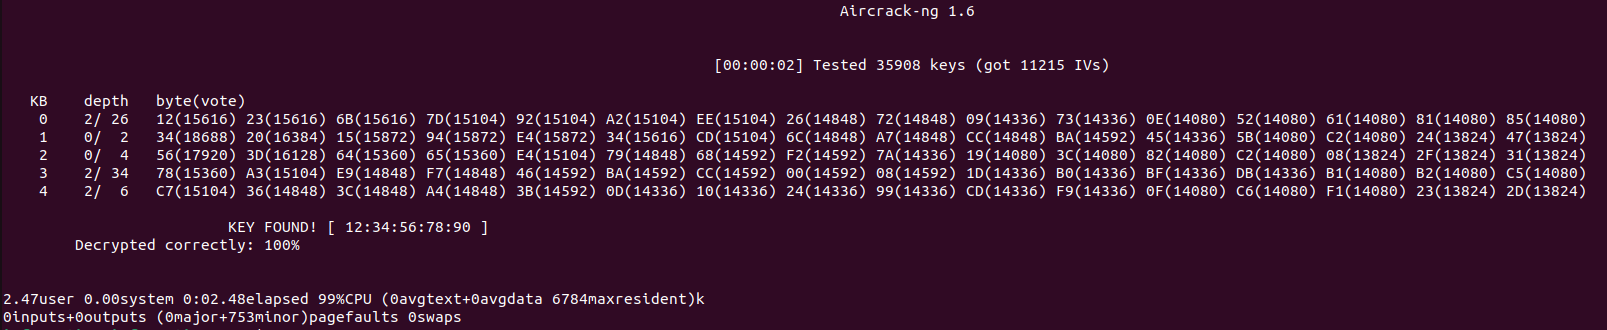 Aircrack-ng 1.6
[00:00:02] Tested 35908 keys (got 11215 IVs)
KB depth byte(vote)
0 2/ 26 12(15616) 23(15616) 6B(15616) 7D(15104) 92(15104) A2(15104) EE(15104) 26(14848) 72(14848) 09(14336) 73(14336) 0E(14080) 52(14080) 61(14080) 81(14080) 85(14080)
1 0/ 2 34(18688) 20(16384) 15(15872) 94(15872) E4(15872) 34(15616) CD(15104) 6C(14848) A7(14848) CC(14848) BA(14592) 45(14336) 5B(14080) C2(14080) 24(13824) 47(13824)
2 0/ 4 56(17920) 3D(16128) 64(15360) 65(15360) E4(15104) 79(14848) 68(14592) F2(14592) 7A(14336) 19(14080) 3C(14080) 82(14080) C2(14080) 08(13824) 2F(13824) 31(13824)
3 2/ 34 78(15360) A3(15104) E9(14848) F7(14848) 46(14592) BA(14592) CC(14592) 00(14592) 08(14592) 1D(14336) B0(14336) BF(14336) DB(14336) B1(14080) B2(14080) C5(14080)
4 2/ 6 C7(15104) 36(14848) 3C(14848) A4(14848) 3B(14592) 0D(14336) 10(14336) 24(14336) 99(14336) CD(14336) F9(14336) 0F(14080) C6(14080) F1(14080) 23(13824) 2D(13824)
KEY FOUND! [ 12:34:56:78:90 ]
Decrypted correctly: 100%
2.47user 0.00system 0:02.48elapsed 99%CPU (0avgtext+0avgdata 6784maxresident)k
0inputs+0outputs (0major+753minor)pagefaults 0swaps